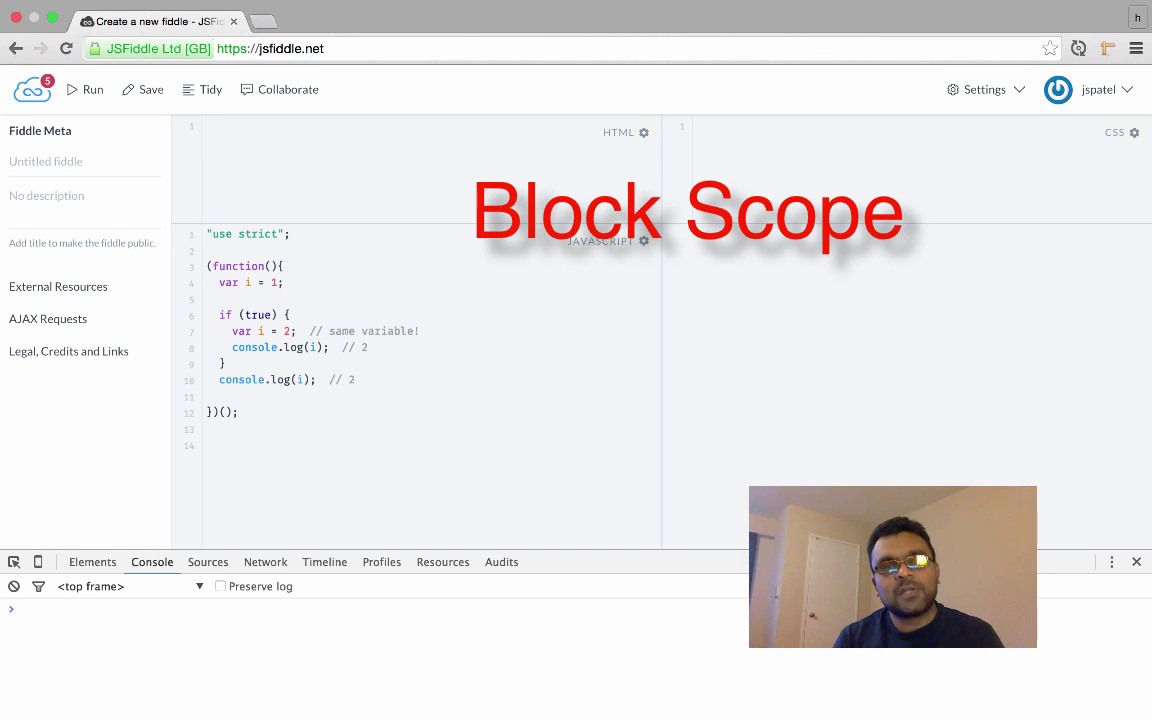 Create a new fiddle - JSFid
h
JSFiddle Ltd [GB] https://jsfiddle.net
5
Run Save Tidy Collaborate Settings jspatel
Fiddle Meta
Untitled fiddle
No description
Add title to make the fiddle public.
External Resources
AJAX Requests
Legal, Credits and Links
1
HTML
1
CSS
Block Scope
JAVASCRIPT
1 "use strict";
2
3 (function(){
4 var i = 1;
5
6 if (true) {
7 var i = 2; // same variable!
8 console.log(i); // 2
9 }
10 console.log(i); // 2
11
12 })();
13
14
Elements Console Sources Network Timeline Profiles Resources Audits
<top frame> Preserve log
>